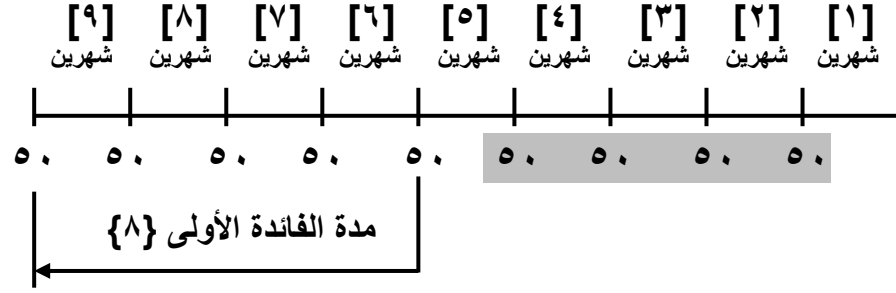 [١] [٢] [٣] [٤] [٥] [٦] [٧] [٨] [٩]
شهرين شهرين شهرين شهرين شهرين شهرين شهرين شهرين شهرين
٥٠ ٥٠ ٥٠ ٥٠ ٥٠ ٥٠ ٥٠ ٥٠ ٥٠
مدة الفائدة الأولى {٨}